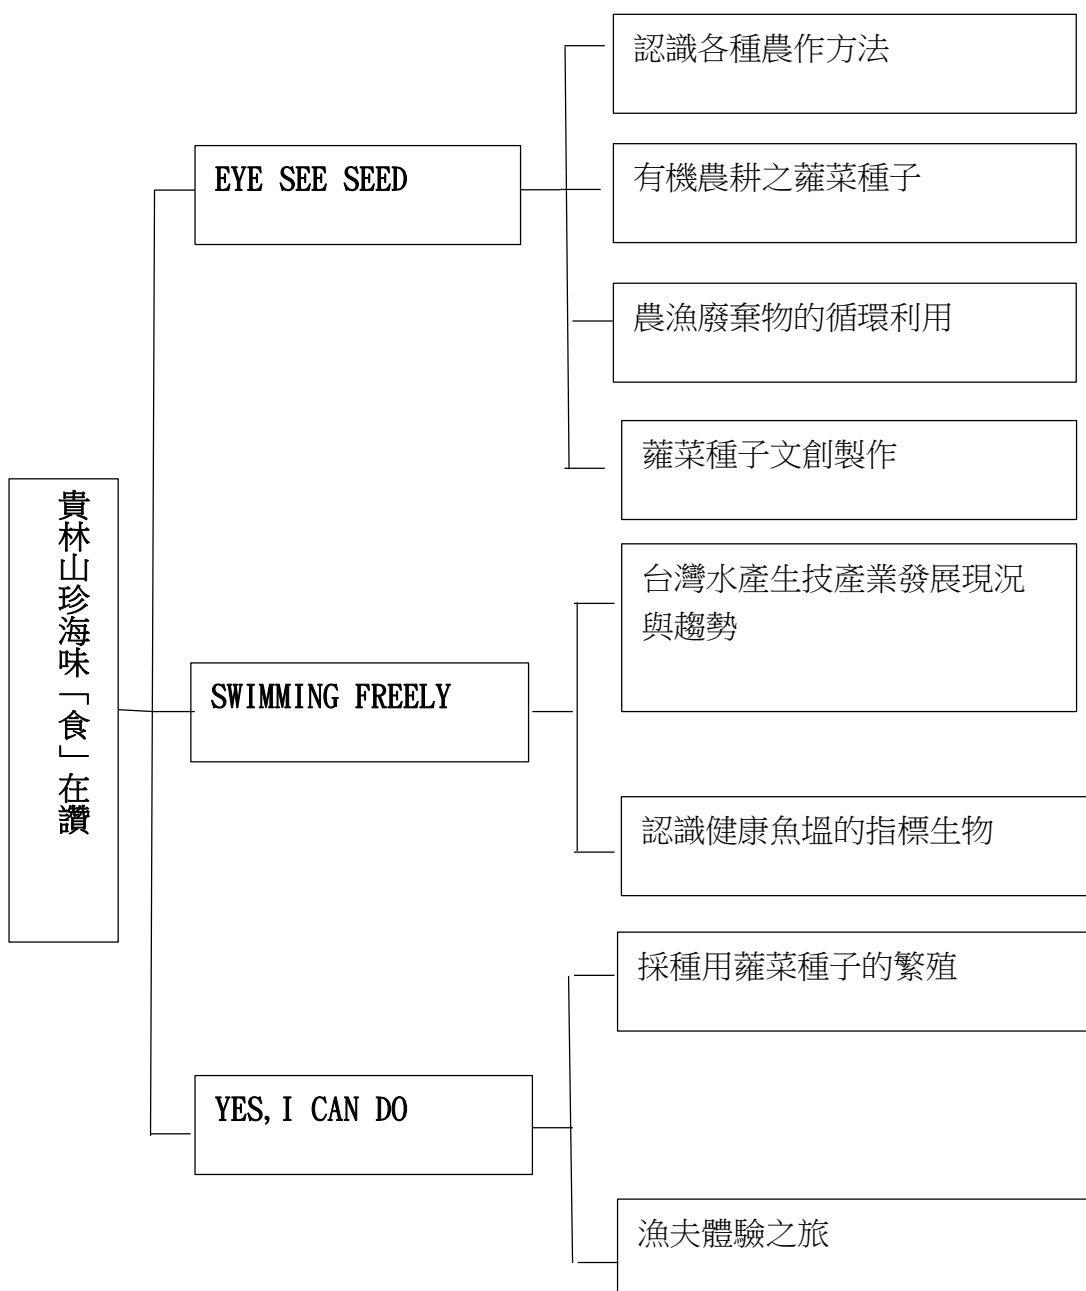 貴林山珍海味「食」在讚
EYE SEE SEED
認識各種農作方法
有機農耕之蕹菜種子
農漁廢棄物的循環利用
蕹菜種子文創製作
SWIMMING FREELY
台灣水產生技產業發展現況
與趨勢
認識健康魚塭的指標生物
YES, I CAN DO
採種用蕹菜種子的繁殖
漁夫體驗之旅